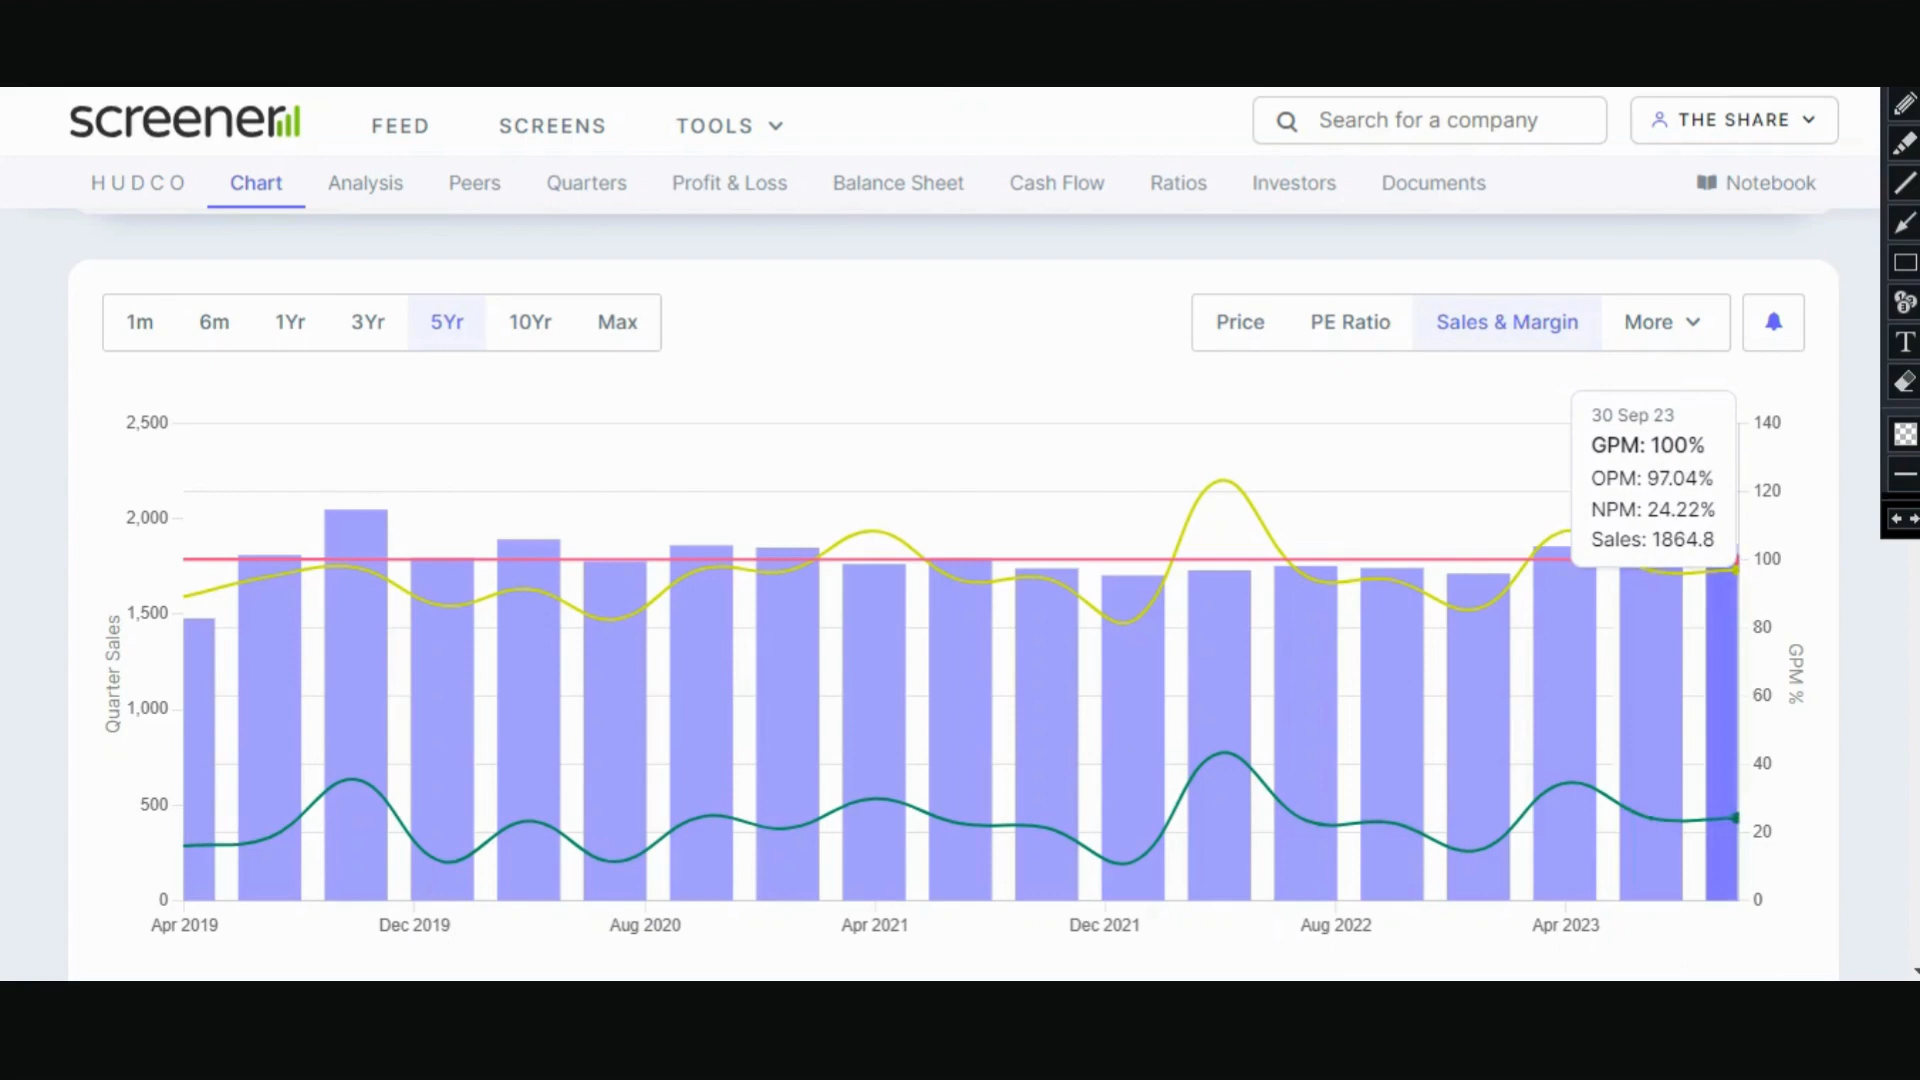 screener
FEED
SCREENS
TOOLS
Search for a company
THE SHARE
HUDCO
Chart
Analysis
Peers
Quarters
Profit & Loss
Balance Sheet
Cash Flow
Ratios
Investors
Documents
Notebook
1m
6m
1Yr
3Yr
5Yr
10Yr
Max
Price
PE Ratio
Sales & Margin
More
30 Sep 23
GPM: 100%
OPM: 97.04%
NPM: 24.22%
Sales: 1864.8
2,500
2,000
1,500
1,000
500
0
Quarter Sales
140
120
100
80
60
40
20
0
GPM %
Apr 2019
Dec 2019
Aug 2020
Apr 2021
Dec 2021
Aug 2022
Apr 2023
T